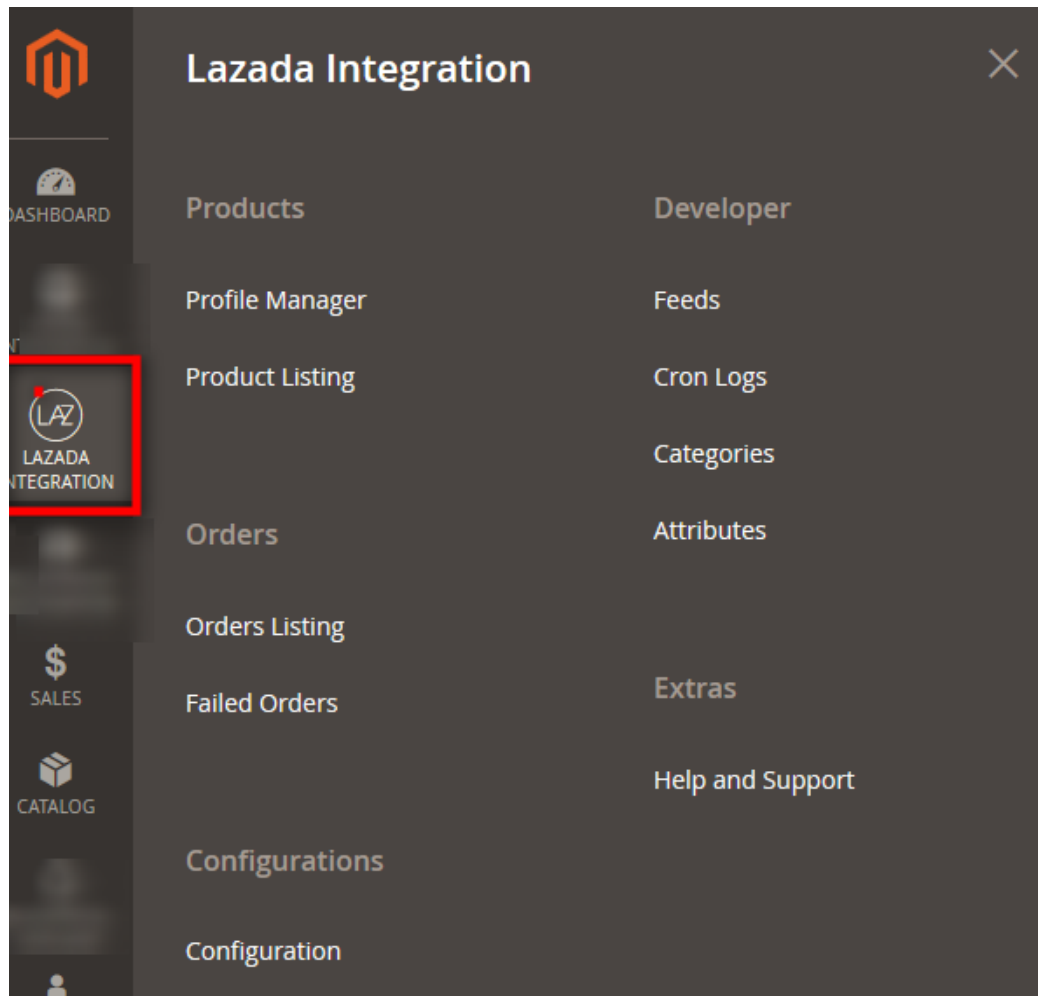 Lazada Integration
DASHBOARD
LAZADA
NTEGRATION
SALES
CATALOG
Products
Profile Manager
Product Listing
Orders
Orders Listing
Failed Orders
Configurations
Configuration
Developer
Feeds
Cron Logs
Categories
Attributes
Extras
Help and Support
LAZ